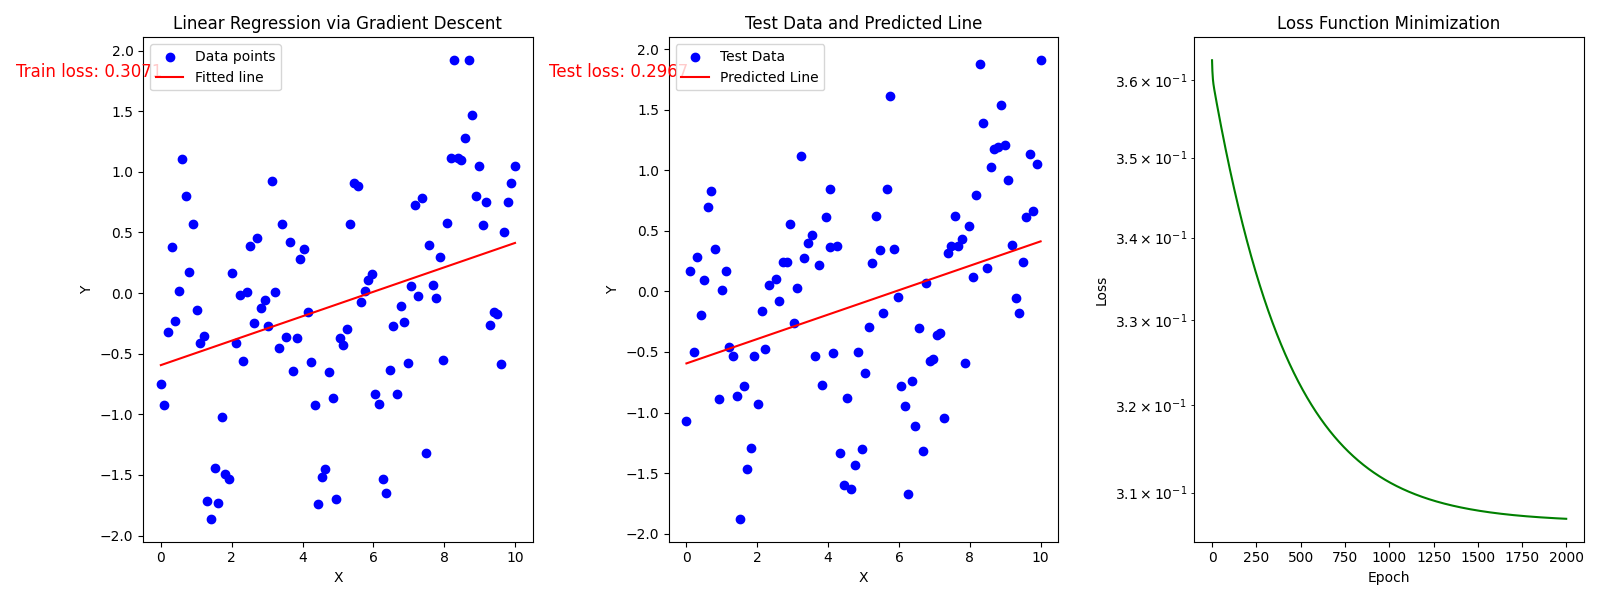 Linear Regression via Gradient Descent
Train loss: 0.3071
Data points
Fitted line
2.0
1.5
1.0
0.5
0.0
−0.5
−1.0
−1.5
−2.0
Y
0
2
4
6
8
10
X
Test Data and Predicted Line
Test loss: 0.2967
Test Data
Predicted Line
2.0
1.5
1.0
0.5
0.0
−0.5
−1.0
−1.5
−2.0
Y
0
2
4
6
8
10
X
Loss Function Minimization
3.6 × 10⁻¹
3.5 × 10⁻¹
3.4 × 10⁻¹
3.3 × 10⁻¹
3.2 × 10⁻¹
3.1 × 10⁻¹
Loss
0
250
500
750
1000
1250
1500
1750
2000
Epoch